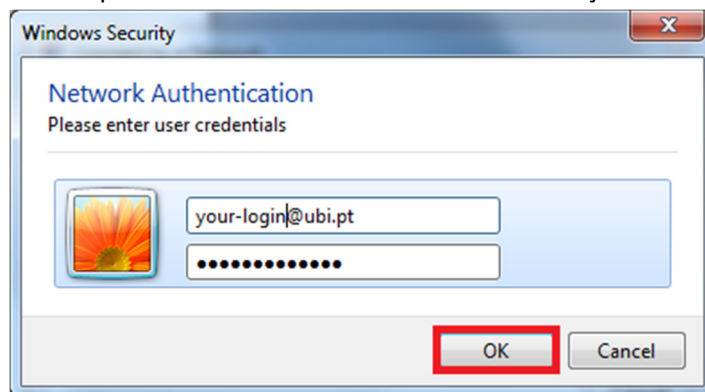 Windows Security
Network Authentication
Please enter user credentials
your-login@ubi.pt
•••••••••••••
OK
Cancel